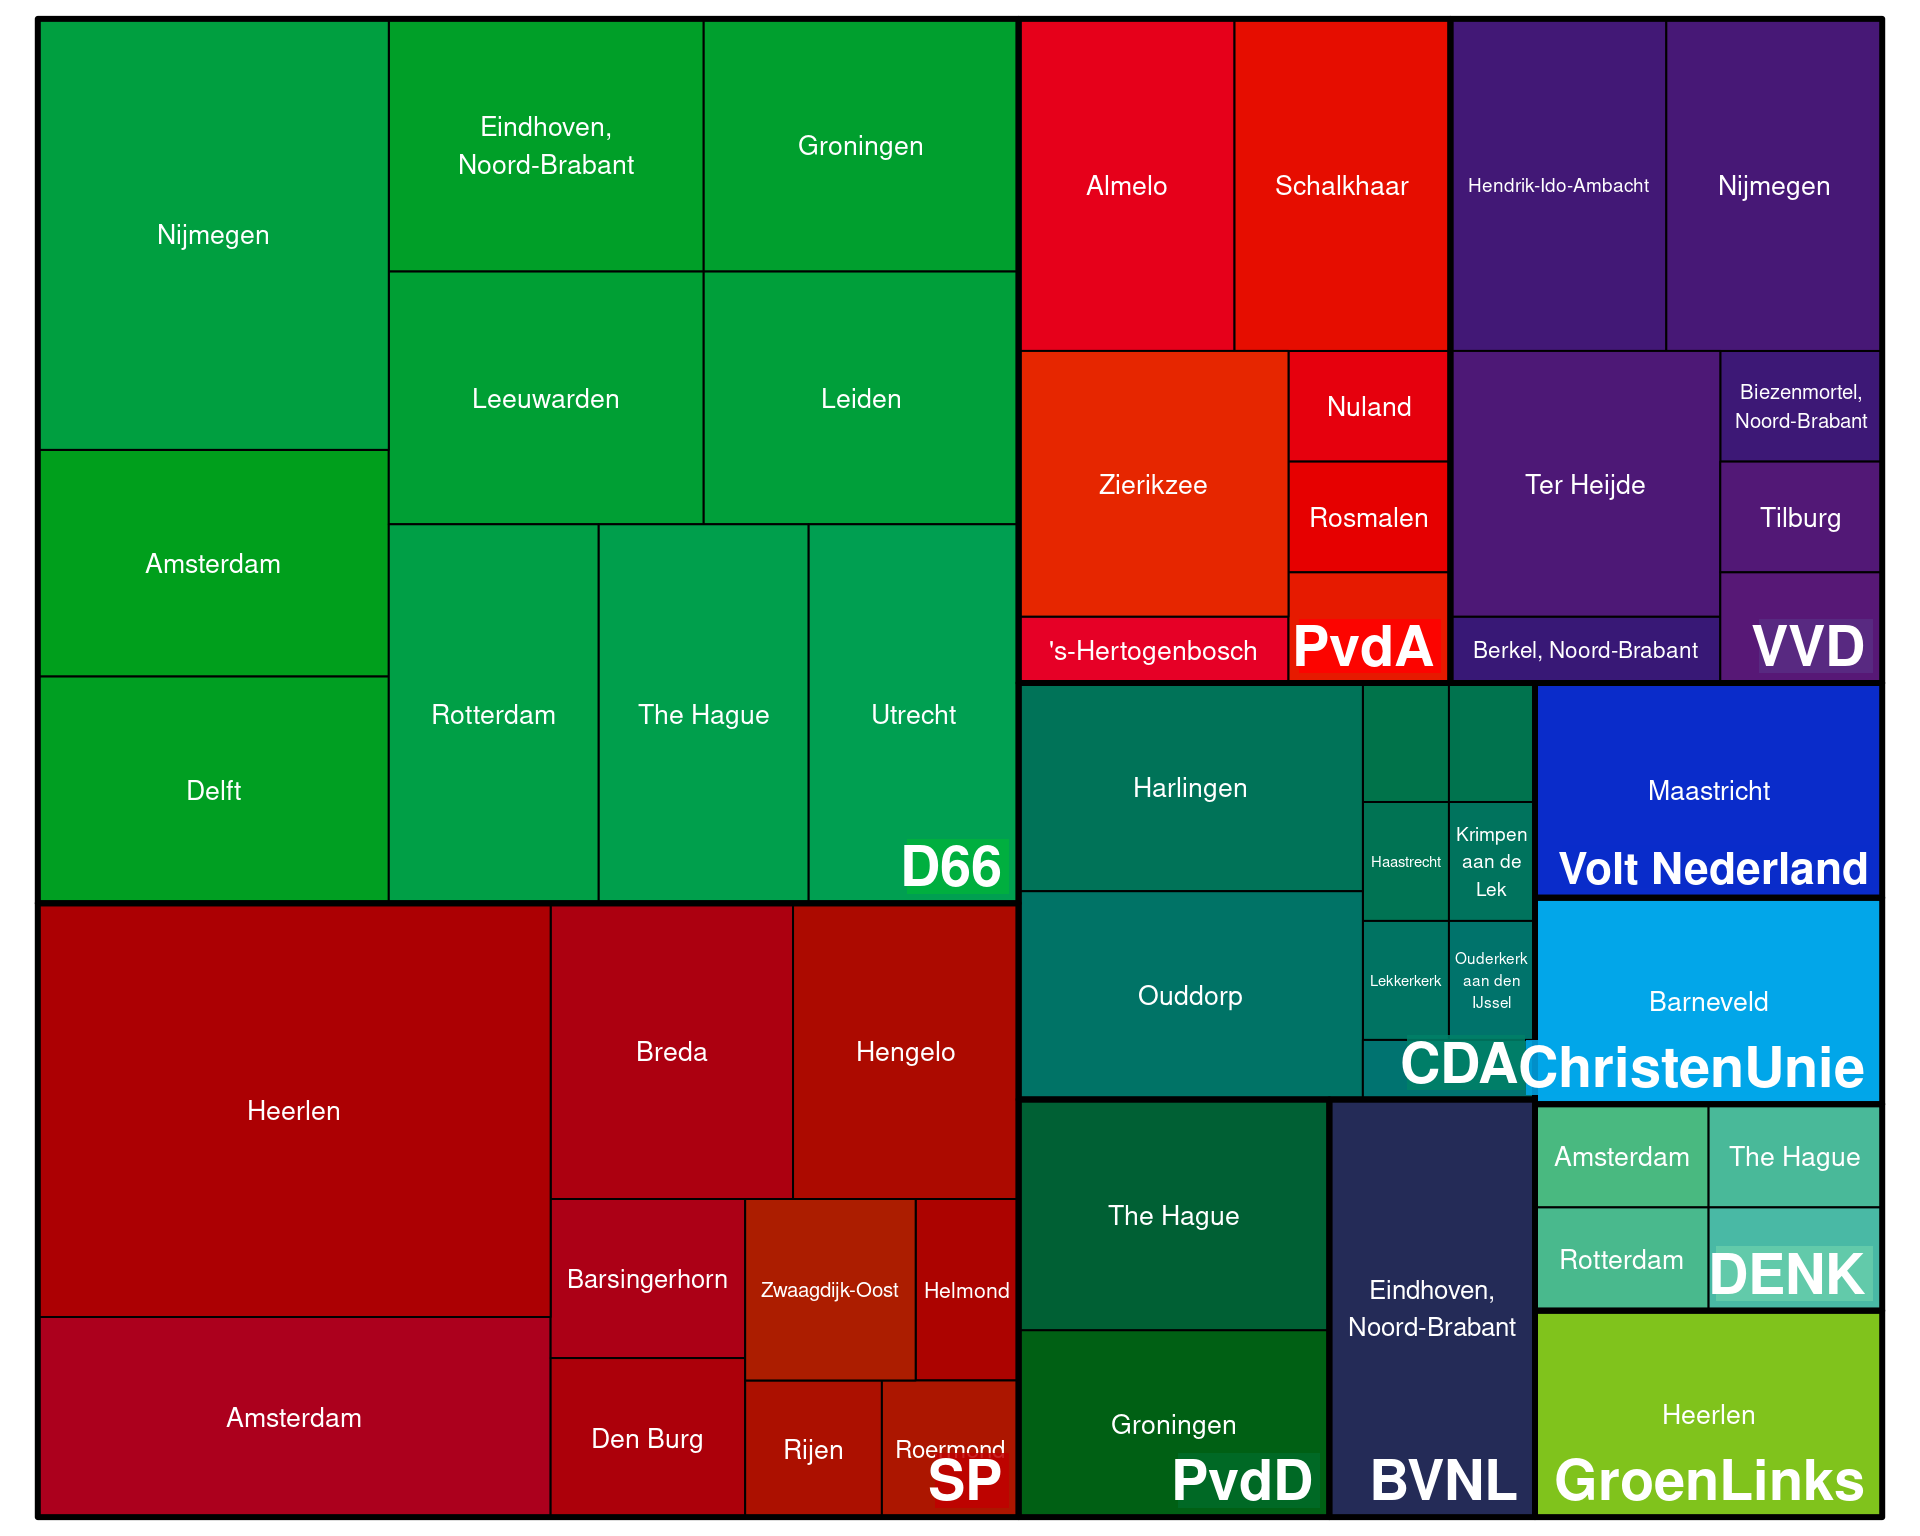 Nijmegen
Eindhoven,
Noord-Brabant
Groningen
Leeuwarden
Leiden
Amsterdam
Delft
Rotterdam
The Hague
Utrecht
D66
Heerlen
Amsterdam
Breda
Hengelo
Barsingerhorn
Zwaagdijk-Oost
Helmond
Den Burg
Rijen
Roermond
SP
Almelo
Schalkhaar
Zierikzee
Nuland
Rosmalen
's-Hertogenbosch
PvdA
Hendrik-Ido-Ambacht
Nijmegen
Ter Heijde
Biezenmortel,
Noord-Brabant
Tilburg
Berkel, Noord-Brabant
VVD
Harlingen
Ouddorp
Haastrecht
Krimpen
aan de
Lek
Lekkerkerk
Ouderkerk
aan den
IJssel
CDA
Maastricht
Volt Nederland
Barneveld
ChristenUnie
The Hague
Groningen
PvdD
Eindhoven,
Noord-Brabant
BVNL
Amsterdam
The Hague
Rotterdam
DENK
Heerlen
GroenLinks